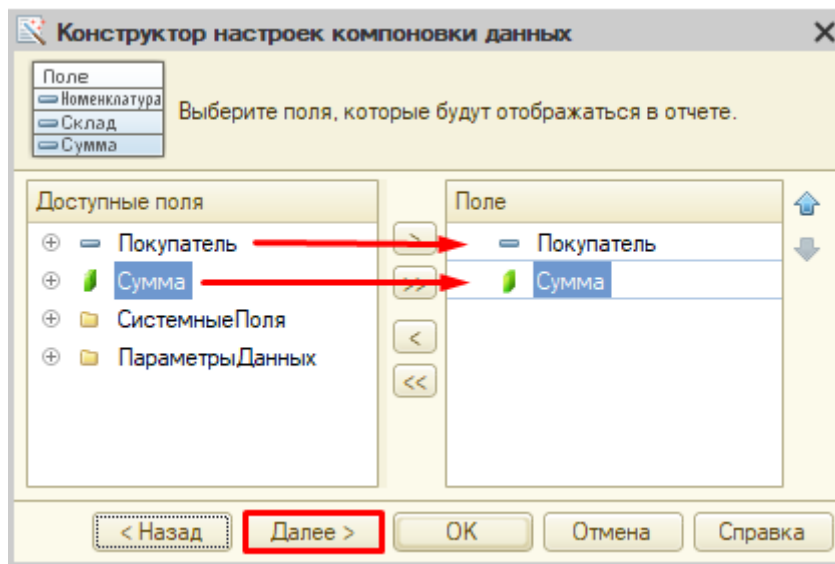 Конструктор настроек компоновки данных
Поле
Номенклатура
Склад
Сумма
Выберите поля, которые будут отображаться в отчете.
Доступные поля
Покупатель
Сумма
СистемныеПоля
ПараметрыДанных
>
>>
<
<<
Поле
Покупатель
Сумма
< Назад Далее > ОК Отмена Справка